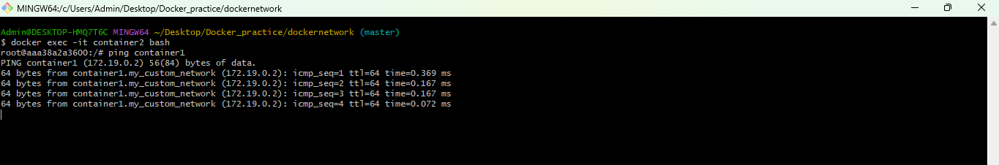 MINGW64:/c/Users/Admin/Desktop/Docker_practice/dockernetwork
Admin@DESKTOP-HMQ7T6C MINGW64 ~/Desktop/Docker_practice/dockernetwork (master)
$ docker exec -it container2 bash
root@aaa38a2a3600:/# ping container1
PING container1 (172.19.0.2) 56(84) bytes of data.
64 bytes from container1.my_custom_network (172.19.0.2): icmp_seq=1 ttl=64 time=0.369 ms
64 bytes from container1.my_custom_network (172.19.0.2): icmp_seq=2 ttl=64 time=0.167 ms
64 bytes from container1.my_custom_network (172.19.0.2): icmp_seq=3 ttl=64 time=0.167 ms
64 bytes from container1.my_custom_network (172.19.0.2): icmp_seq=4 ttl=64 time=0.072 ms